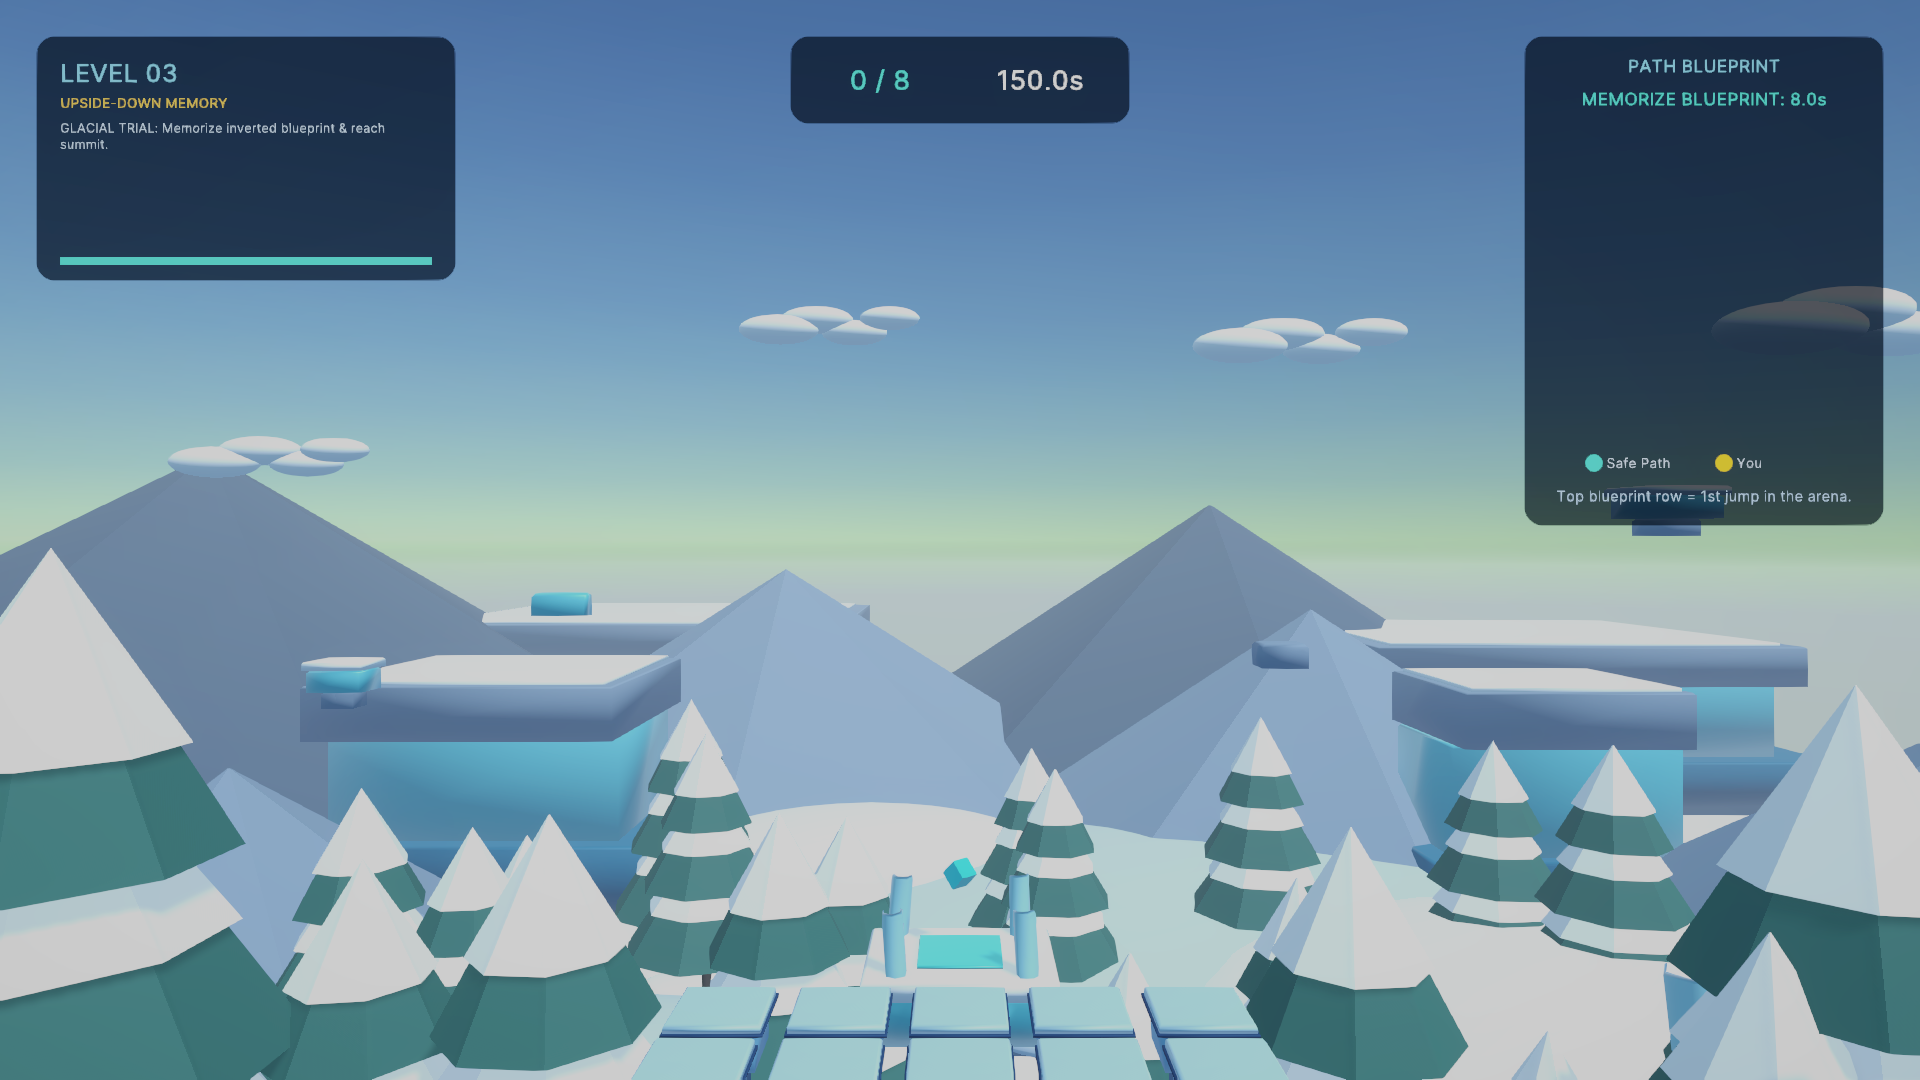 LEVEL 03
UPSIDE-DOWN MEMORY
GLACIAL TRIAL: Memorize inverted blueprint & reach
summit.
0 / 8
150.0s
PATH BLUEPRINT
MEMORIZE BLUEPRINT: 8.0s
Safe Path
You
Top blueprint row = 1st jump in the arena.